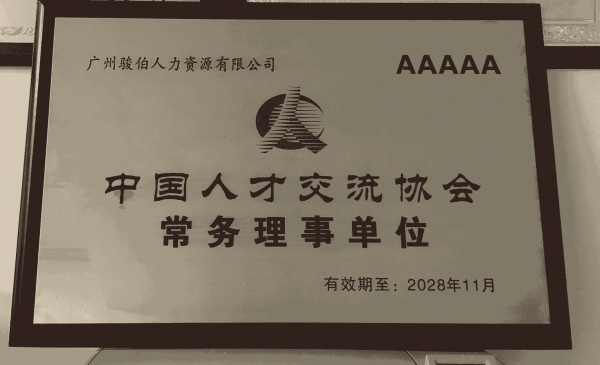 广州骏伯人力资源有限公司
AAAAA
中国人才交流协会
常务理事单位
有效期至：2028年11月